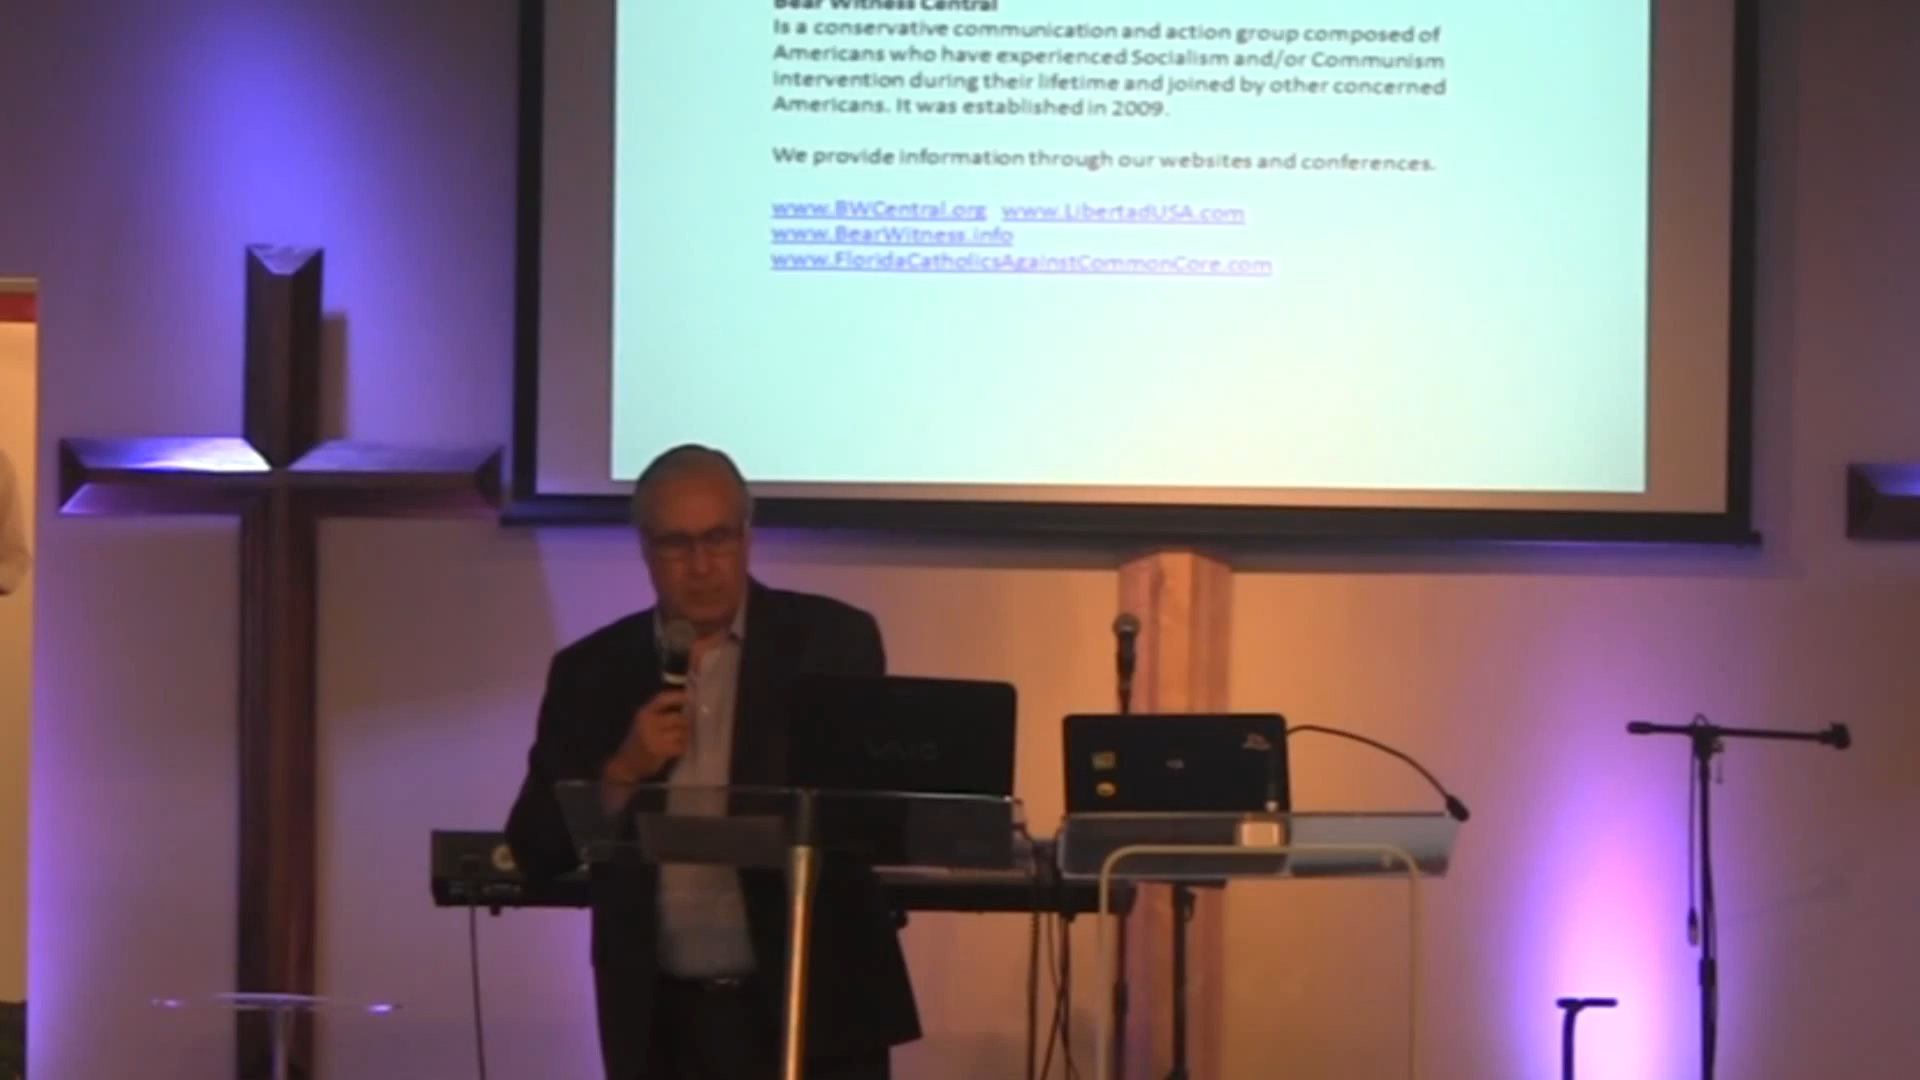 Bear Witness Central
Is a conservative communication and action group composed of
Americans who have experienced Socialism and/or Communism
Intervention during their lifetime and joined by other concerned
Americans. It was established in 2009.
We provide information through our websites and conferences.
www.BWCentral.org www.LibertadUSA.com
www.BearWitness.info
www.FloridaCatholicsAgainstCommonCore.com
VAIO